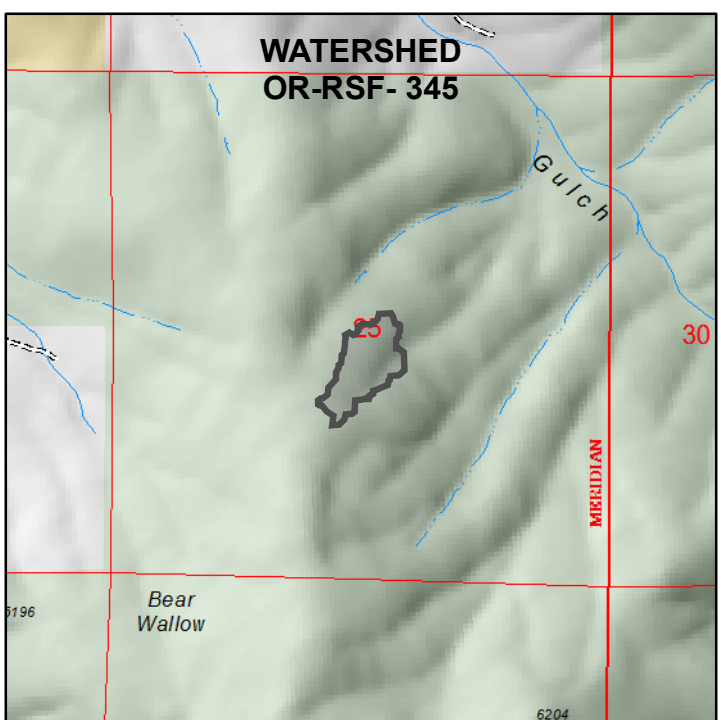 WATERSHED
OR-RSF- 345
Gulch
25
30
MERIDIAN
Bear
Wallow
5196
6204